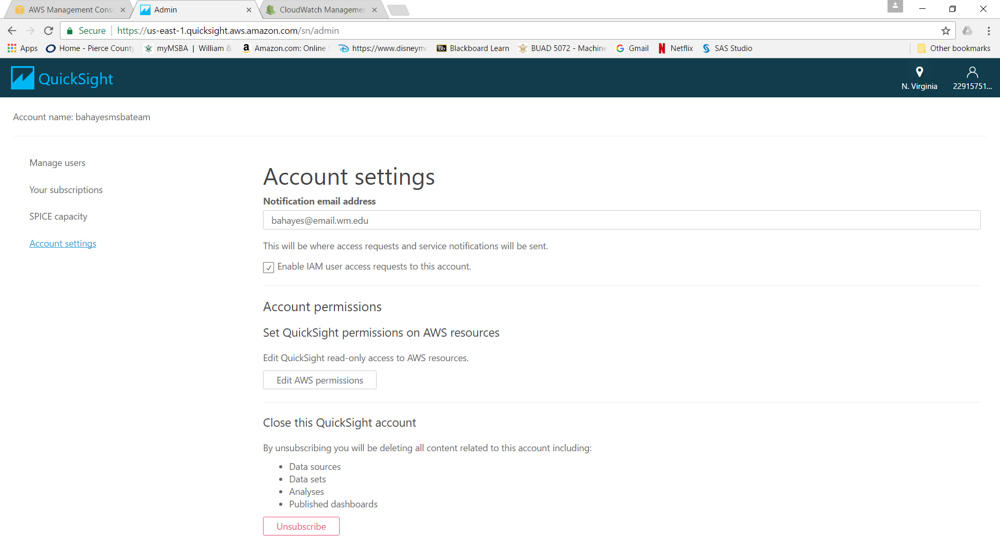 AWS Management Conso
Admin
CloudWatch Managemen
Secure
https://us-east-1.quicksight.aws.amazon.com/sn/admin
Apps
Home - Pierce County
myMSBA | William &
Amazon.com: Online
https://www.disneymo
Bb
Blackboard Learn
BUAD 5072 - Machine
Gmail
Netflix
SAS Studio
Other bookmarks
QuickSight
N. Virginia
22915751...
Account name: bahayesmsbateam
Manage users
Your subscriptions
SPICE capacity
Account settings
Account settings
Notification email address
bahayes@email.wm.edu
This will be where access requests and service notifications will be sent.
Enable IAM user access requests to this account.
Account permissions
Set QuickSight permissions on AWS resources
Edit QuickSight read-only access to AWS resources.
Edit AWS permissions
Close this QuickSight account
By unsubscribing you will be deleting all content related to this account including:
• Data sources
• Data sets
• Analyses
• Published dashboards
Unsubscribe